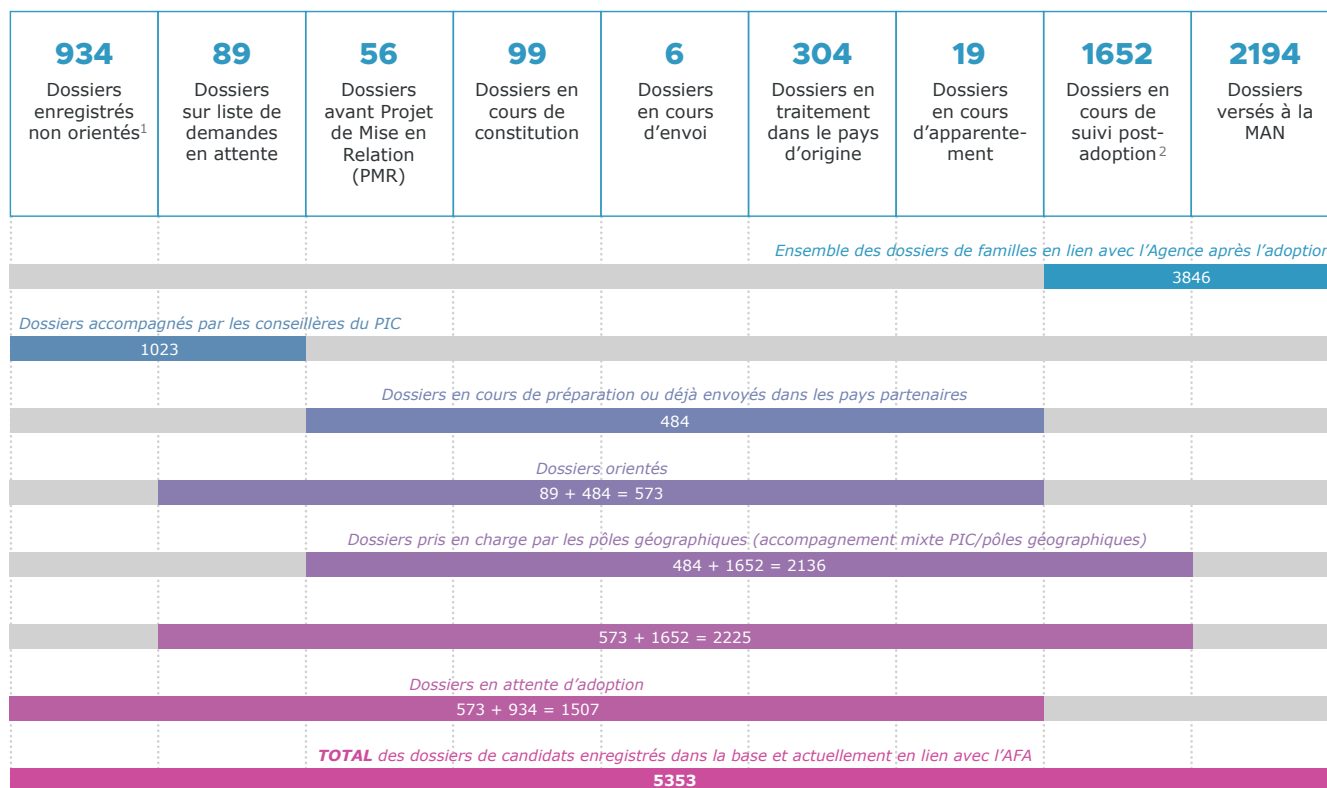 934
Dossiers
enregistrés
non orientés1
89
Dossiers
sur liste de
demandes
en attente
56
Dossiers
avant Projet
de Mise en
Relation
(PMR)
99
Dossiers en
cours de
constitution
6
Dossiers
en cours
d'envoi
304
Dossiers en
traitement
dans le pays
d'origine
19
Dossiers
en cours
d'apparente-
ment
1652
Dossiers en
cours de
suivi post-
adoption2
2194
Dossiers
versés à la
MAN
Ensemble des dossiers de familles en lien avec l'Agence après l'adoption
3846
Dossiers accompagnés par les conseillères du PIC
1023
Dossiers en cours de préparation ou déjà envoyés dans les pays partenaires
484
Dossiers orientés
89 + 484 = 573
Dossiers pris en charge par les pôles géographiques (accompagnement mixte PIC/pôles géographiques)
484 + 1652 = 2136
573 + 1652 = 2225
Dossiers en attente d'adoption
573 + 934 = 1507
TOTAL des dossiers de candidats enregistrés dans la base et actuellement en lien avec l'AFA
5353